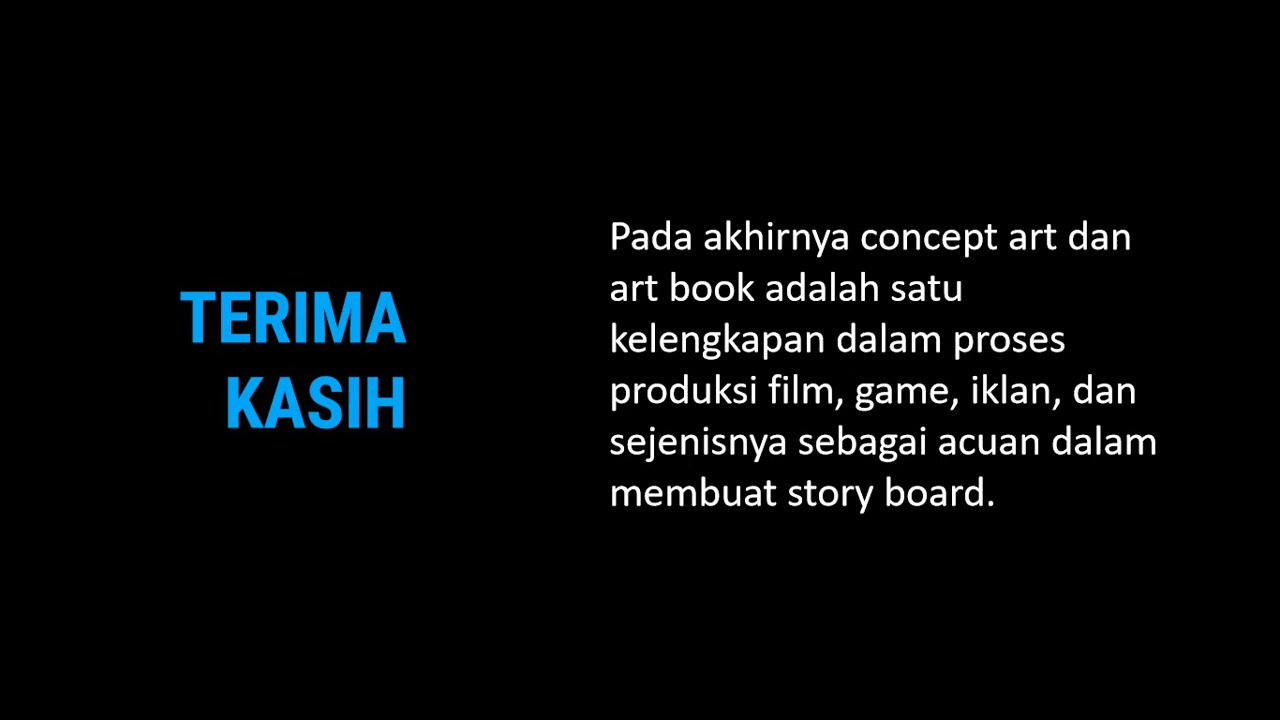 TERIMA
KASIH
Pada akhirnya concept art dan
art book adalah satu
kelengkapan dalam proses
produksi film, game, iklan, dan
sejenisnya sebagai acuan dalam
membuat story board.